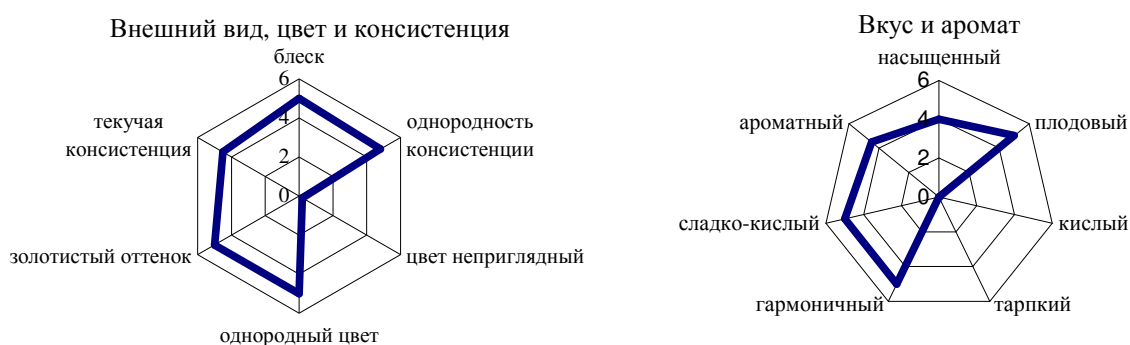 Внешний вид, цвет и консистенция
блеск
6
4
2
0
однородность
консистенции
цвет неприглядный
однородный цвет
золотистый оттенок
текучая
консистенция
Вкус и аромат
насыщенный
6
4
2
0
плодовый
кислый
тарпкий
гармоничный
сладко-кислый
ароматный